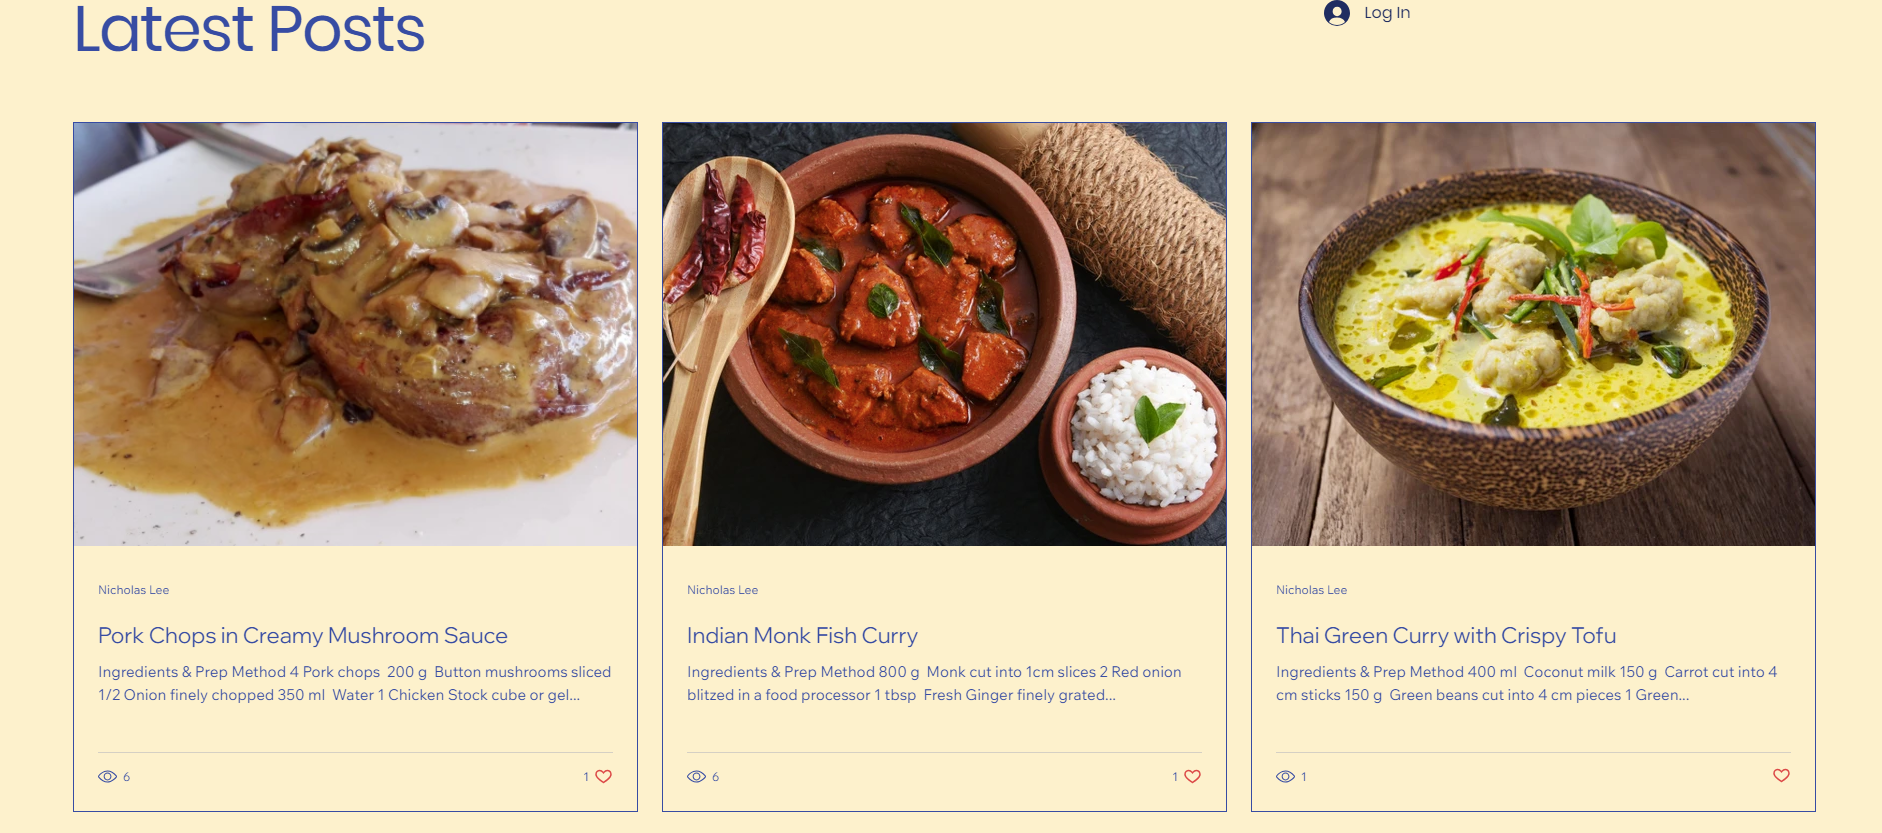 Latest Posts
Log In
Nicholas Lee
Pork Chops in Creamy Mushroom Sauce
Ingredients & Prep Method 4 Pork chops 200 g Button mushrooms sliced
1/2 Onion finely chopped 350 ml Water 1 Chicken Stock cube or gel...
6
1
Nicholas Lee
Indian Monk Fish Curry
Ingredients & Prep Method 800 g Monk cut into 1cm slices 2 Red onion
blitzed in a food processor 1 tbsp Fresh Ginger finely grated...
6
1
Nicholas Lee
Thai Green Curry with Crispy Tofu
Ingredients & Prep Method 400 ml Coconut milk 150 g Carrot cut into 4
cm sticks 150 g Green beans cut into 4 cm pieces 1 Green...
1